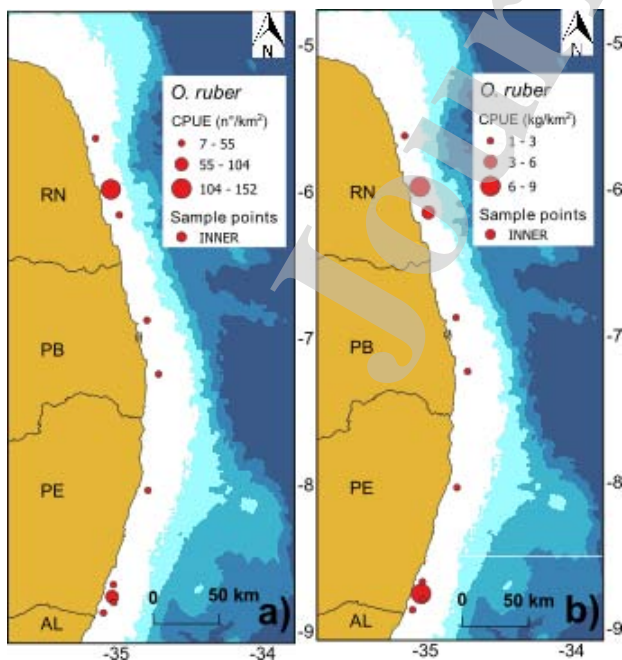 -5
N
O. ruber
CPUE (n°/km²)
7 - 55
55 - 104
104 - 152
Sample points
INNER
RN
PB
PE
AL
0 50 km
a)
-6
-7
-8
-9
-35 -34
-5
N
O. ruber
CPUE (kg/km²)
1 - 3
3 - 6
6 - 9
Sample points
INNER
RN
PB
PE
AL
0 50 km
b)
-6
-7
-8
-9
-35 -34
Jour